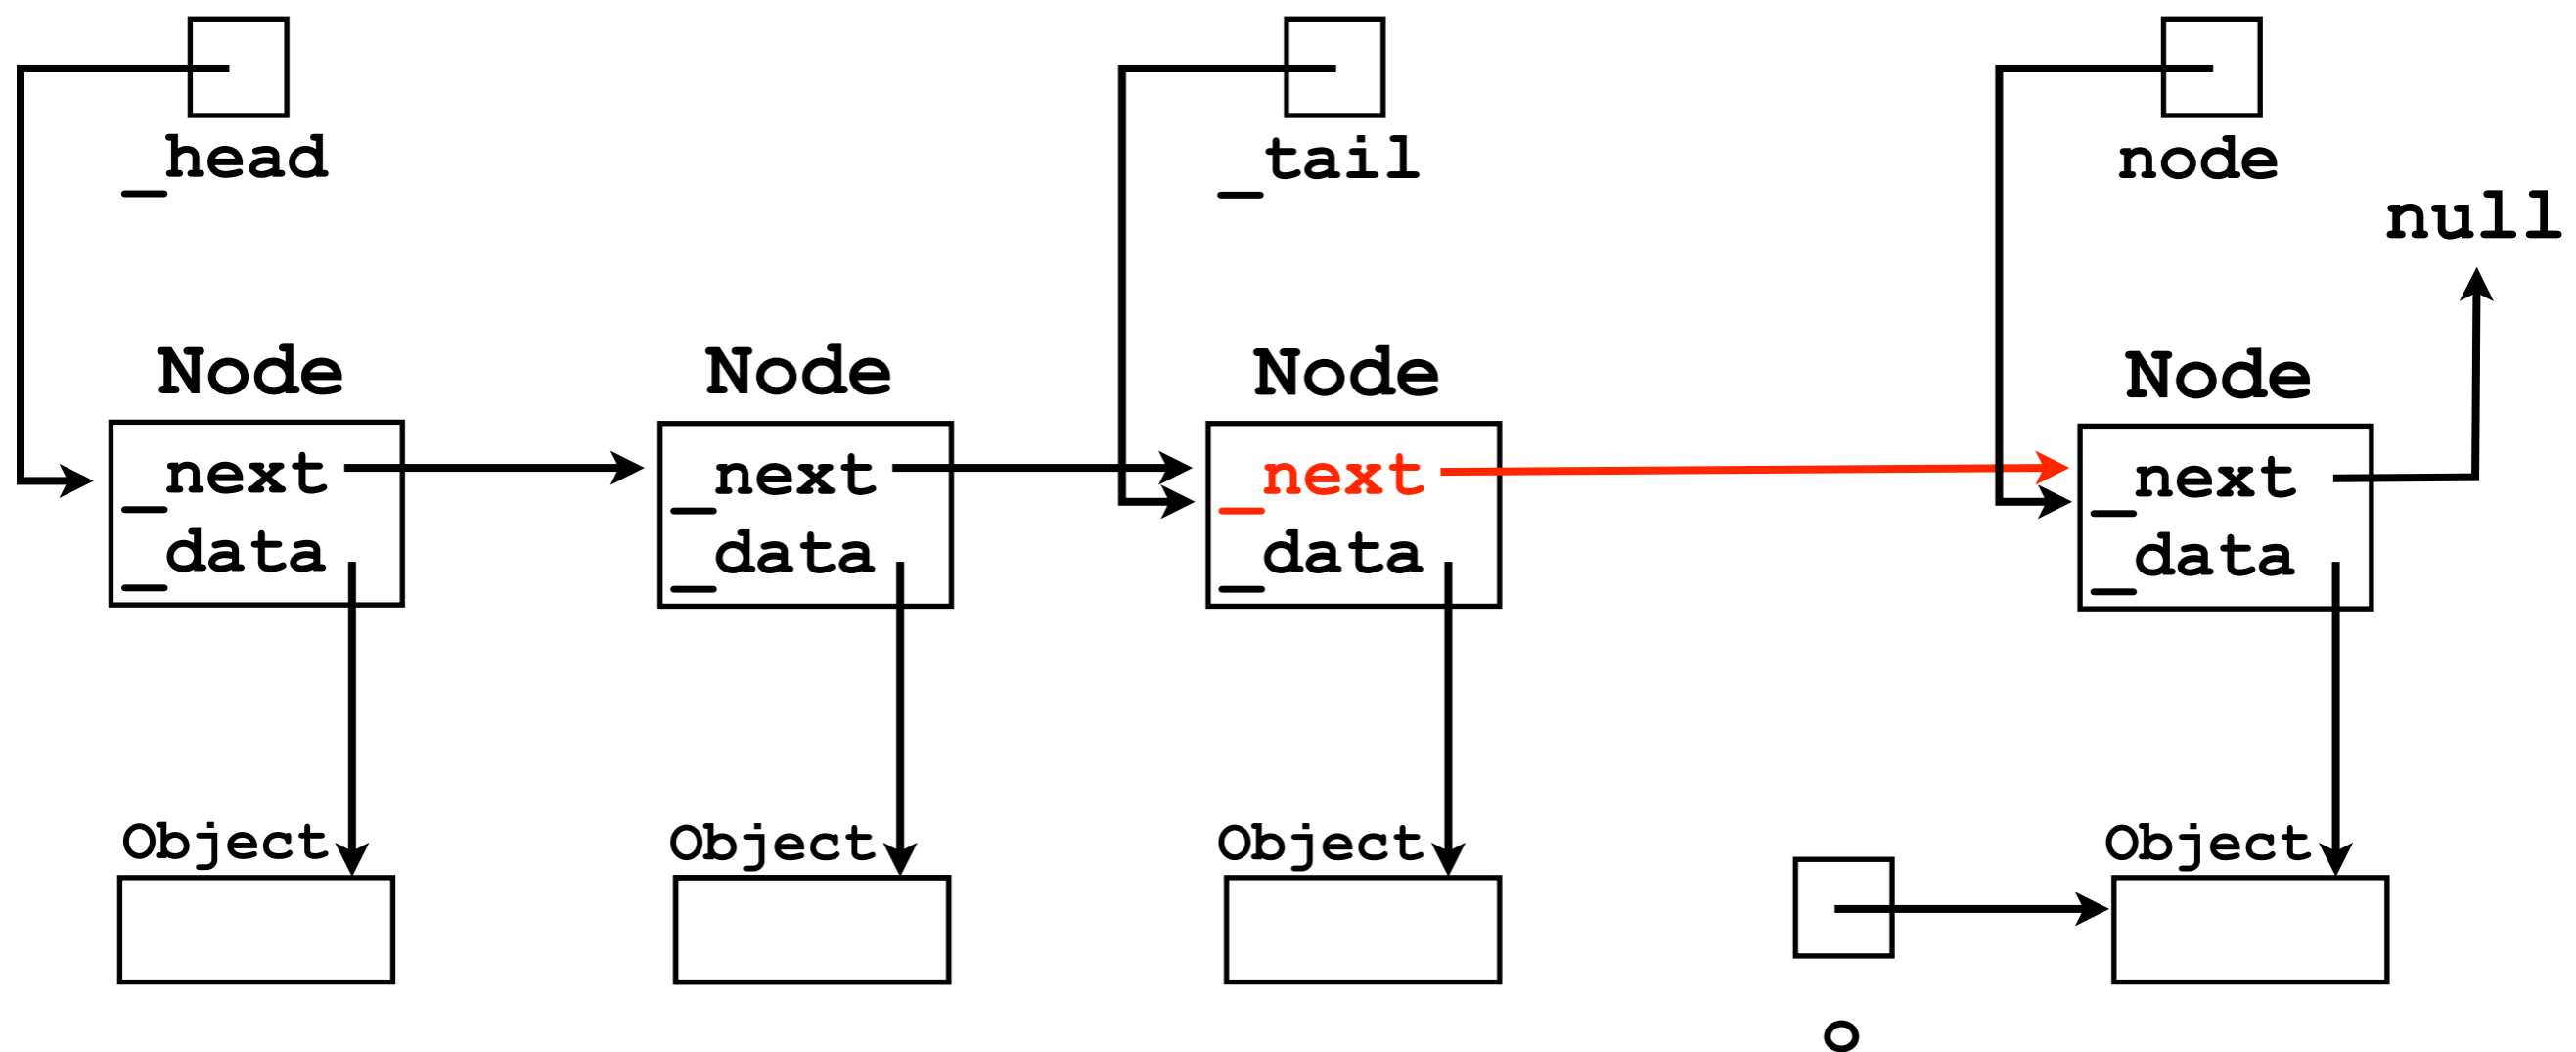 _head
_tail
node
null
Node
Node
Node
Node
_next
_next
_next
_next
_data
_data
_data
_data
Object
Object
Object
Object
o